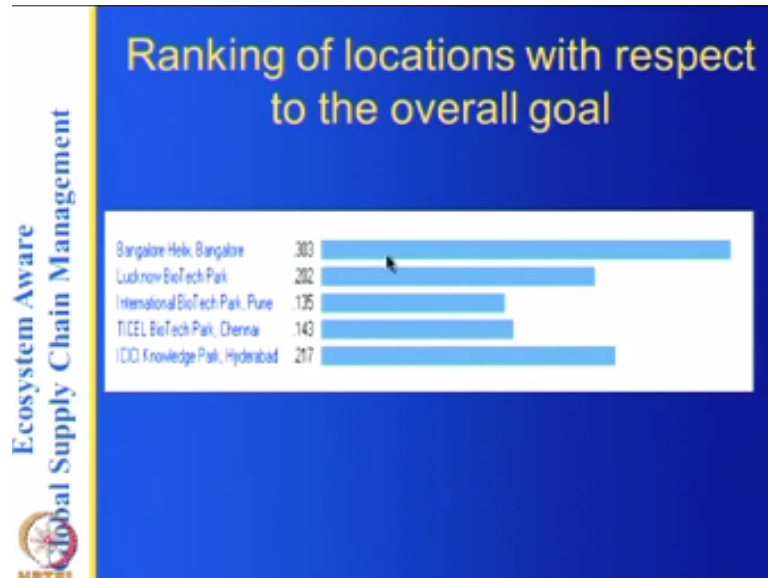 Ranking of locations with respect
to the overall goal
Ecosystem Aware
Global Supply Chain Management
Bangalore Helix, Bangalore .303
Lucknow BioTech Park .202
International BioTech Park, Pune .135
TICEL BioTech Park, Chennai .143
ICICI Knowledge Park, Hyderabad .217
NPTEL